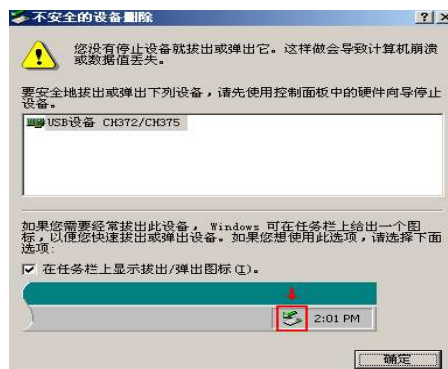 不安全的设备删除
您没有停止设备就拔出或弹出它。这样做会导致计算机崩溃
或数据值丢失。
要安全地拔出或弹出下列设备，请先使用控制面板中的硬件向导停止
设备。
USB设备 CH372/CH375
如果您需要经常拔出此设备， Windows 可在任务栏上给出一个图
标，以便您快速拔出或弹出设备。如果您想使用此选项，请选择下面
选项:
在任务栏上显示拔出/弹出图标(I)。
2:01 PM
确定